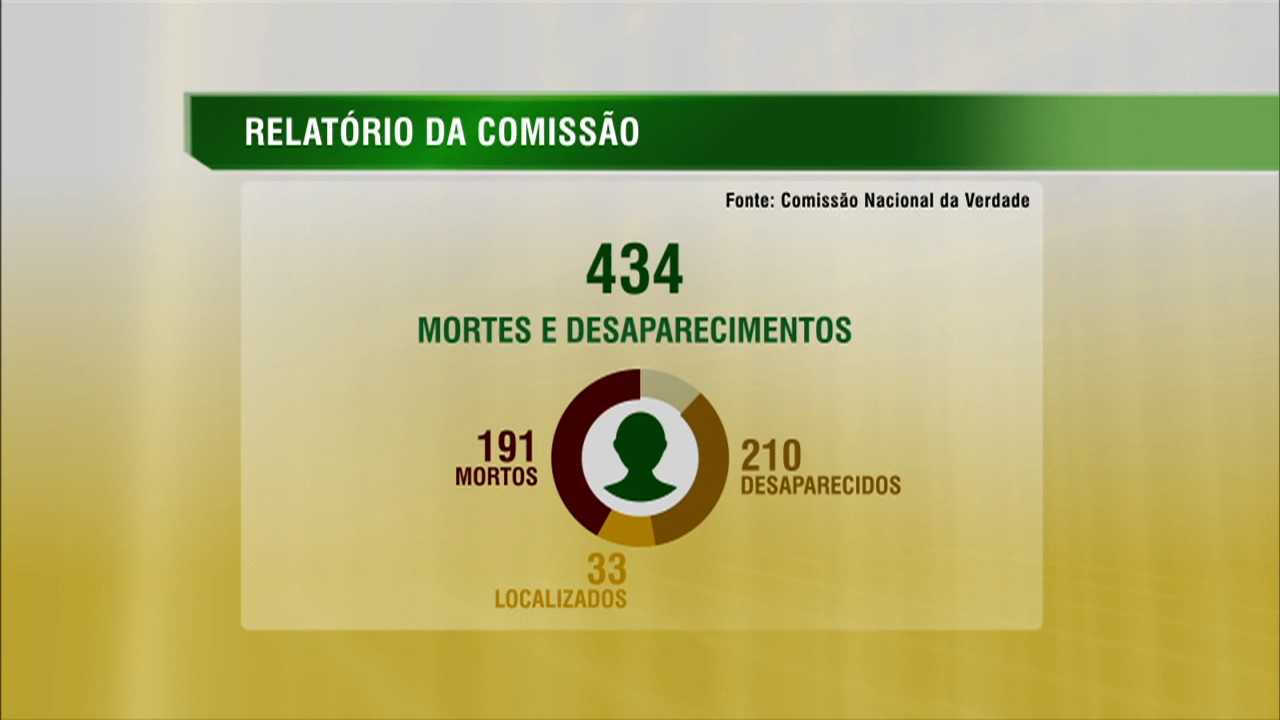 RELATÓRIO DA COMISSÃO
Fonte: Comissão Nacional da Verdade
434
MORTES E DESAPARECIMENTOS
191
MORTOS
210
DESAPARECIDOS
33
LOCALIZADOS